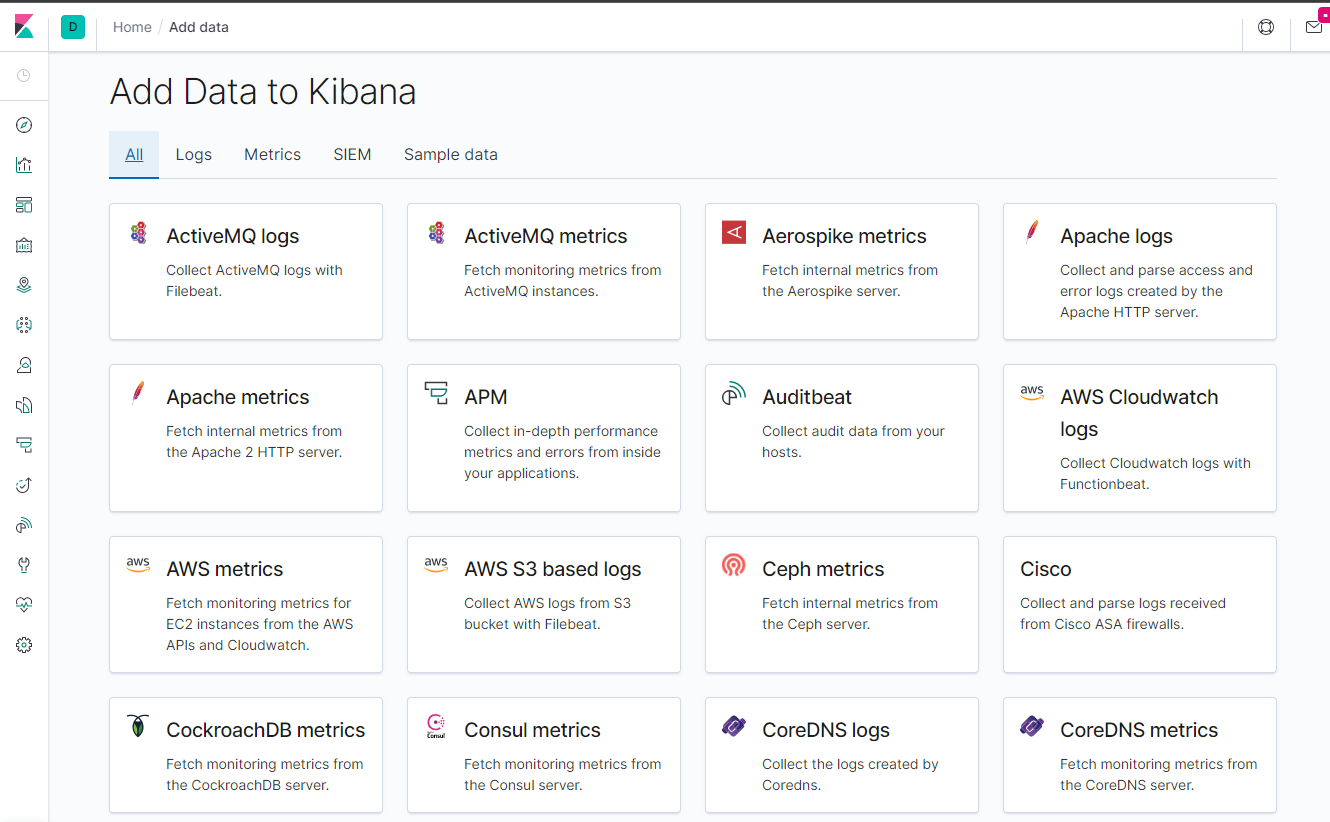 D
Home / Add data
Add Data to Kibana
All Logs Metrics SIEM Sample data
ActiveMQ logs
Collect ActiveMQ logs with
Filebeat.
ActiveMQ metrics
Fetch monitoring metrics from
ActiveMQ instances.
Aerospike metrics
Fetch internal metrics from
the Aerospike server.
Apache logs
Collect and parse access and
error logs created by the
Apache HTTP server.
Apache metrics
Fetch internal metrics from
the Apache 2 HTTP server.
APM
Collect in-depth performance
metrics and errors from inside
your applications.
Auditbeat
Collect audit data from your
hosts.
aws
AWS Cloudwatch
logs
Collect Cloudwatch logs with
Functionbeat.
aws
AWS metrics
Fetch monitoring metrics for
EC2 instances from the AWS
APIs and Cloudwatch.
aws
AWS S3 based logs
Collect AWS logs from S3
bucket with Filebeat.
Ceph metrics
Fetch internal metrics from
the Ceph server.
Cisco
Collect and parse logs received
from Cisco ASA firewalls.
CockroachDB metrics
Fetch monitoring metrics from
the CockroachDB server.
Consul
Consul metrics
Fetch monitoring metrics from
the Consul server.
CoreDNS logs
Collect the logs created by
Coredns.
CoreDNS metrics
Fetch monitoring metrics from
the CoreDNS server.